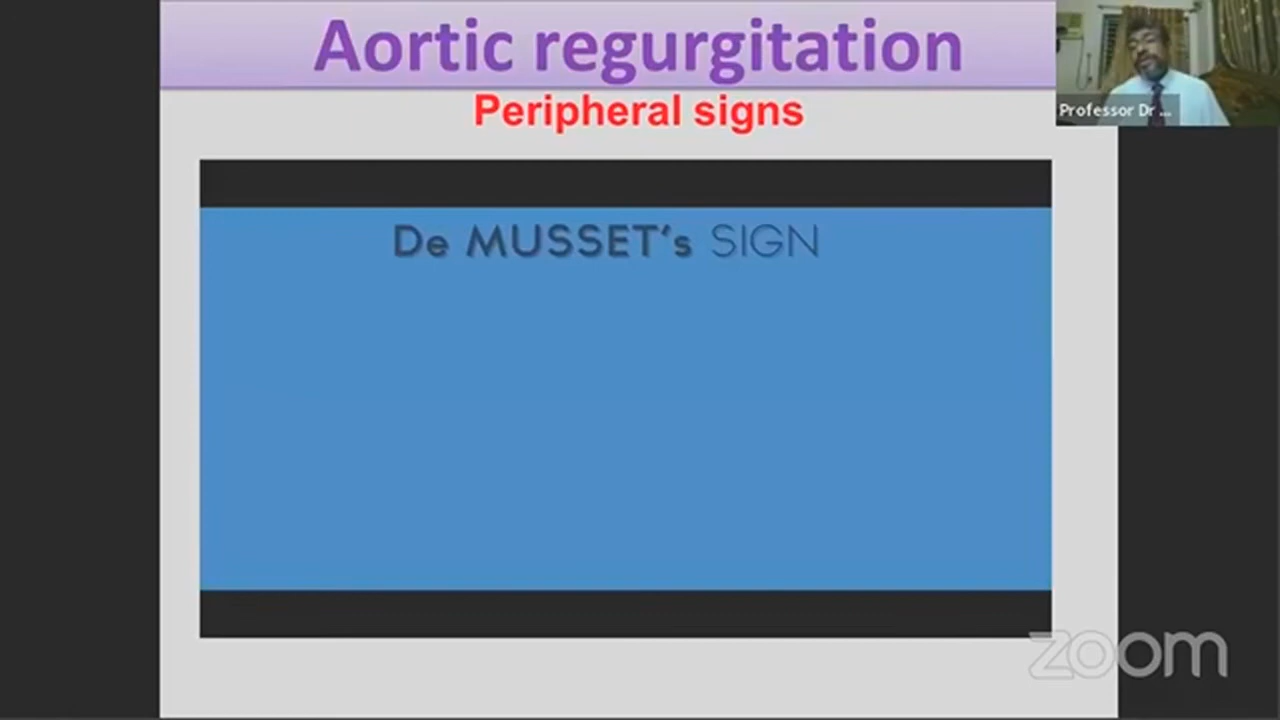 Aortic regurgitation
Professor Dr ...
Peripheral signs
De MUSSET's SIGN
zoom